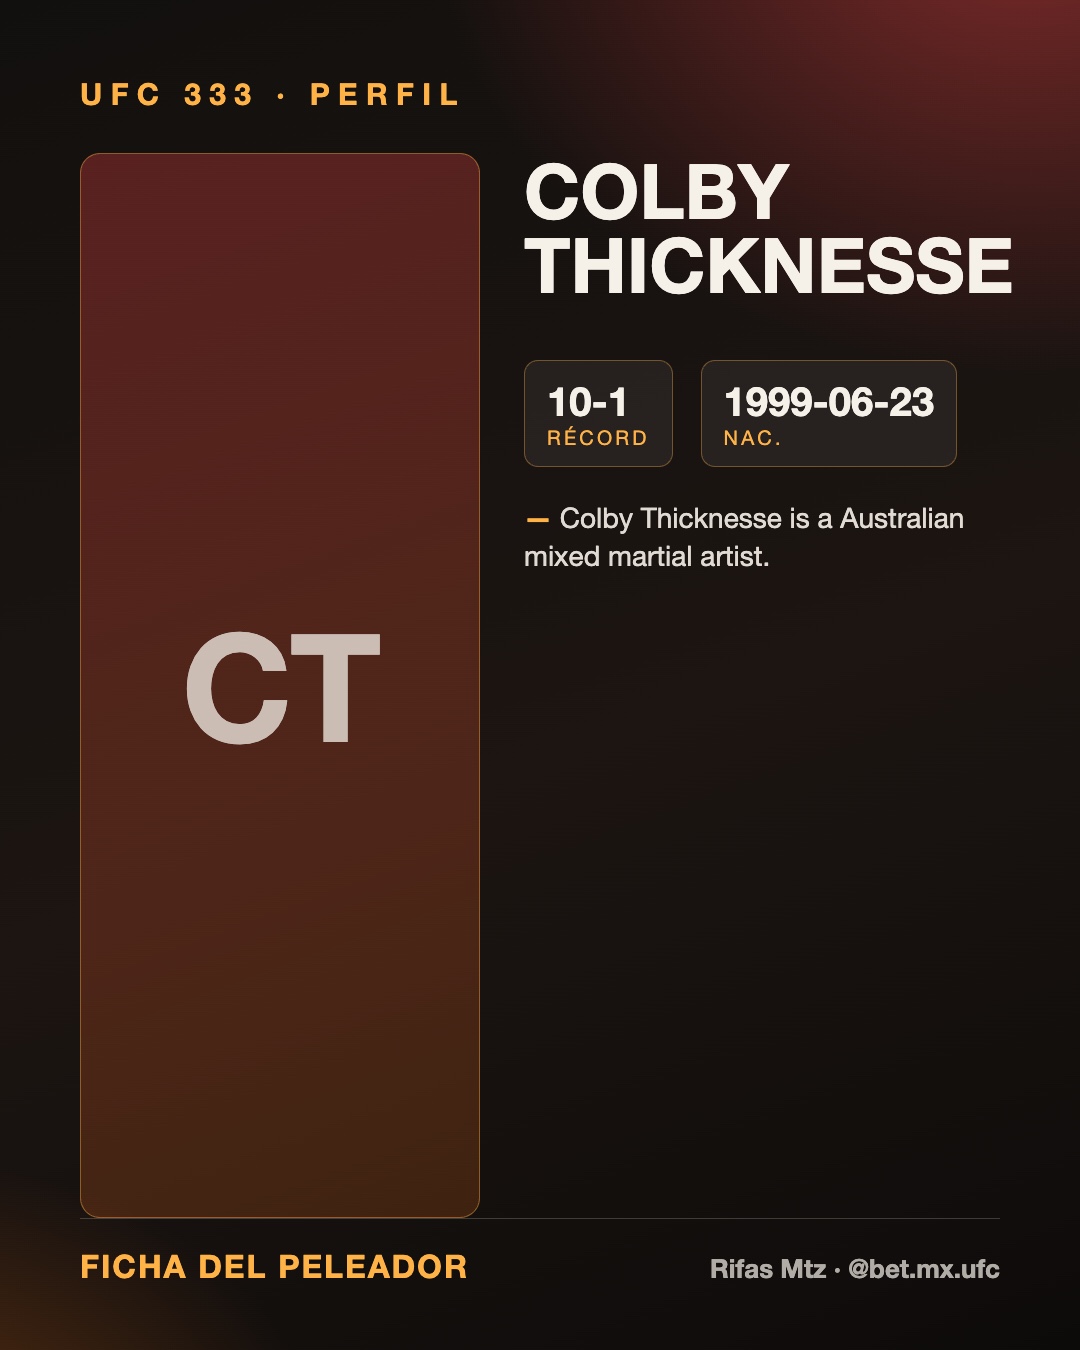 UFC 333 · PERFIL
COLBY
THICKNESSE
10-1
RÉCORD
1999-06-23
NAC.
— Colby Thicknesse is a Australian
mixed martial artist.
CT
FICHA DEL PELEADOR
Rifas Mtz · @bet.mx.ufc